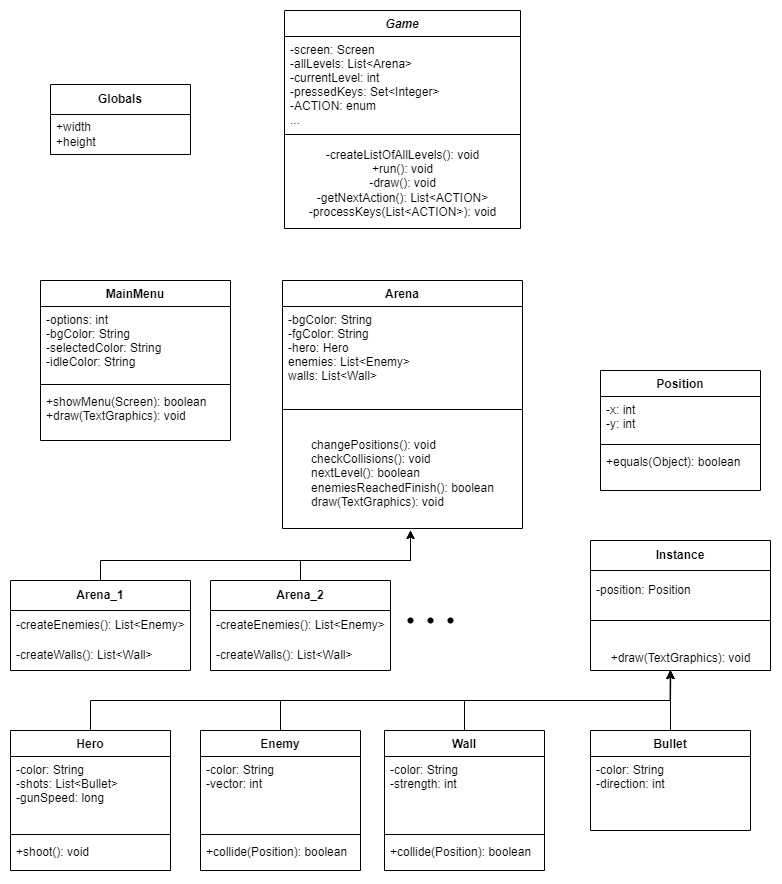 Game
-screen: Screen
-allLevels: List<Arena>
-currentLevel: int
-pressedKeys: Set<Integer>
-ACTION: enum
...
-createListOfAllLevels(): void
+run(): void
-draw(): void
-getNextAction(): List<ACTION>
-processKeys(List<ACTION>): void
Globals
+width
+height
MainMenu
-options: int
-bgColor: String
-selectedColor: String
-idleColor: String
+showMenu(Screen): boolean
+draw(TextGraphics): void
Arena
-bgColor: String
-fgColor: String
-hero: Hero
enemies: List<Enemy>
walls: List<Wall>
changePositions(): void
checkCollisions(): void
nextLevel(): boolean
enemiesReachedFinish(): boolean
draw(TextGraphics): void
Position
-x: int
-y: int
+equals(Object): boolean
Arena_1
-createEnemies(): List<Enemy>
-createWalls(): List<Wall>
Arena_2
-createEnemies(): List<Enemy>
-createWalls(): List<Wall>
Instance
-position: Position
+draw(TextGraphics): void
Hero
-color: String
-shots: List<Bullet>
-gunSpeed: long
+shoot(): void
Enemy
-color: String
-vector: int
+collide(Position): boolean
Wall
-color: String
-strength: int
+collide(Position): boolean
Bullet
-color: String
-direction: int